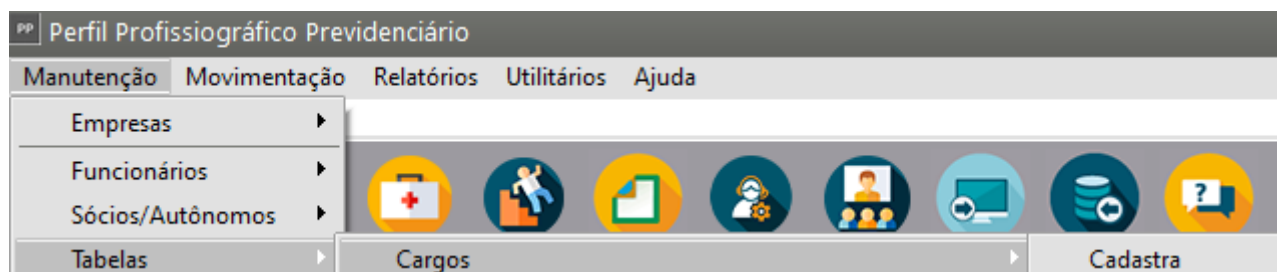 PP Perfil Profissiográfico Previdenciário
Manutenção Movimentação Relatórios Utilitários Ajuda
Empresas
Funcionários
Sócios/Autônomos
?
Tabelas Cargos Cadastra